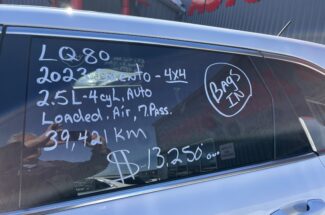 LQ80
2023 Sorento - 4x4
2.5L - 4cyl, Auto
Loaded, Air, 7.Pass.
39,421 KM
$13,250
Bags
IN